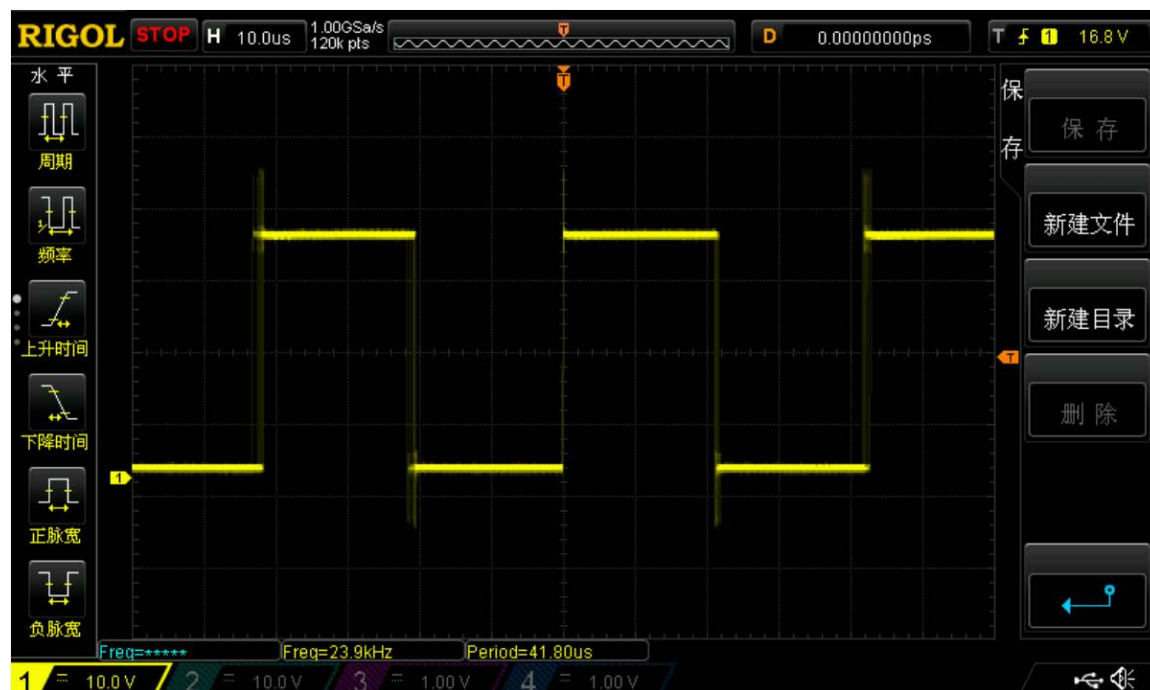 RIGOL STOP H 10.0us 1.00GSa/s 120k pts T D 0.00000000ps T 1 16.8 V
水 平
T
保存
保 存
周期
新建文件
频率
新建目录
上升时间
T
删 除
下降时间
1
正脉宽
负脉宽
Freq=***** Freq=23.9kHz Period=41.80us
1 = 10.0 V 2 = 10.0 V 3 = 1.00 V 4 = 1.00 V